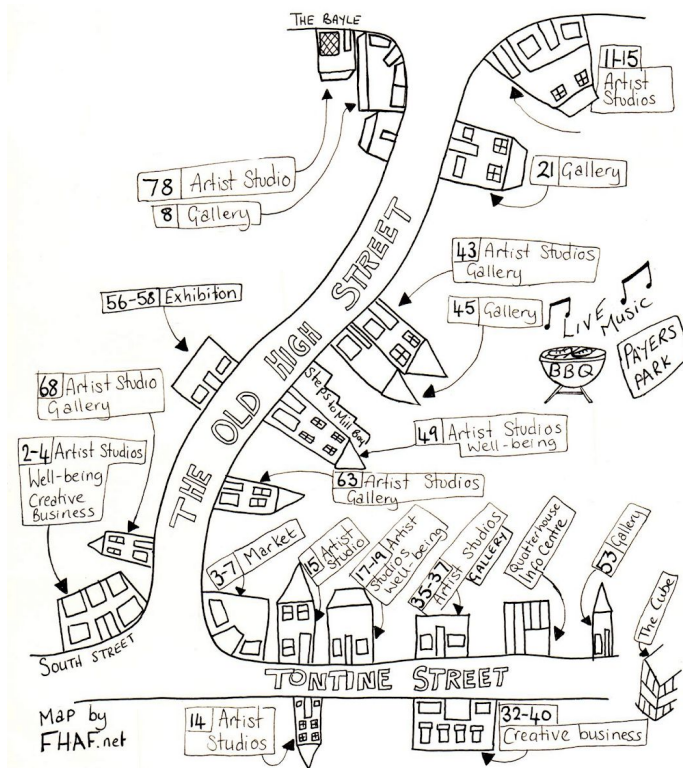 THE BAYLE
11-15
Artist
Studios
78 Artist Studio
8 Gallery
21 Gallery
43 Artist Studios
Gallery
45 Gallery
56-58 Exhibition
LIVE Music
BBQ
PAYERS
PARK
68 Artist Studio
Gallery
Steps to Mill Bay
THE OLD HIGH STREET
49 Artist Studios
Well-being
2-4 Artist Studios
Well-being
Creative
Business
63 Artist Studios
Gallery
3-7 Market
15 Artist
Studio
17-19 Artist
Studios
Well-being
35-37 Studios
Artist
GALLERY
Quarterhouse
Info Centre
53 Gallery
The Cube
SOUTH STREET
TONTINE STREET
Map by
FHAF.net
14 Artist
Studios
32-40
Creative business